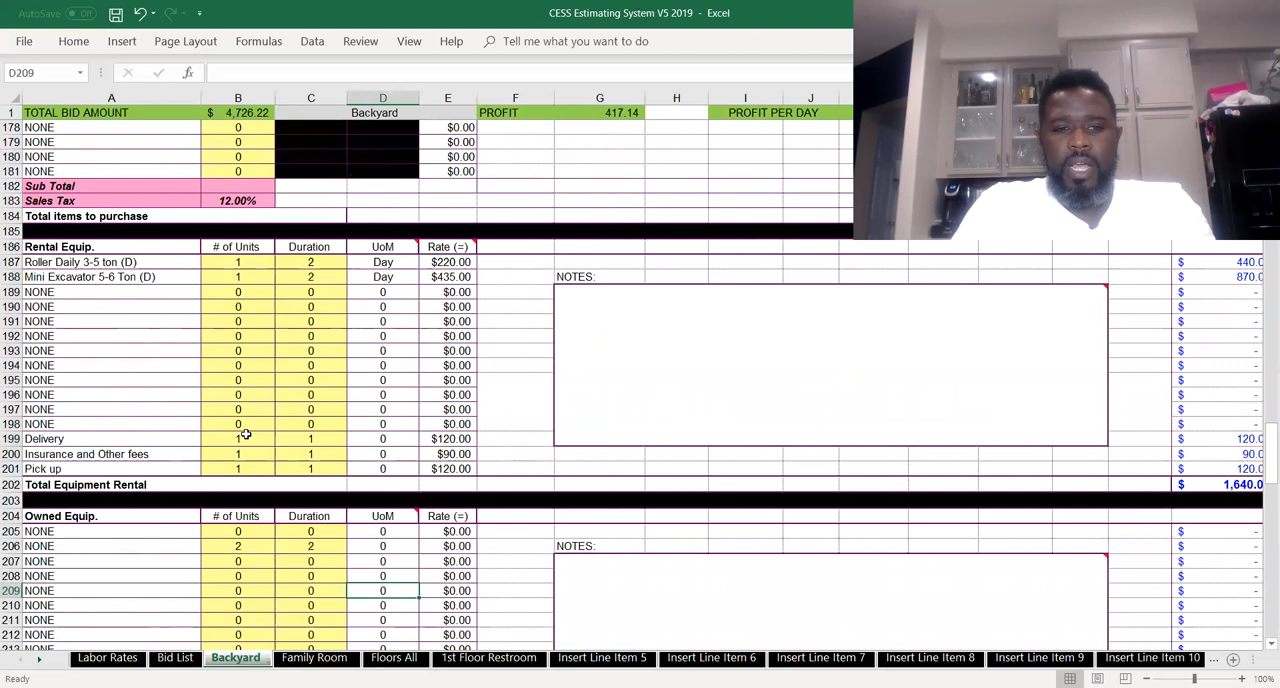 AutoSave Off CESS Estimating System V5 2019 - Excel
File Home Insert Page Layout Formulas Data Review View Help Tell me what you want to do
D209 fx
A B C D E F G H I J
1 TOTAL BID AMOUNT $ 4,726.22 Backyard PROFIT 417.14 PROFIT PER DAY
178 NONE 0 $0.00
179 NONE 0 $0.00
180 NONE 0 $0.00
181 NONE 0 $0.00
182 Sub Total
183 Sales Tax 12.00%
184 Total items to purchase
185
186 Rental Equip. # of Units Duration UoM Rate (=)
187 Roller Daily 3-5 ton (D) 1 2 Day $220.00 $ 440.0
188 Mini Excavator 5-6 Ton (D) 1 2 Day $435.00 NOTES: $ 870.0
189 NONE 0 0 0 $0.00 $ -
190 NONE 0 0 0 $0.00 $ -
191 NONE 0 0 0 $0.00 $ -
192 NONE 0 0 0 $0.00 $ -
193 NONE 0 0 0 $0.00 $ -
194 NONE 0 0 0 $0.00 $ -
195 NONE 0 0 0 $0.00 $ -
196 NONE 0 0 0 $0.00 $ -
197 NONE 0 0 0 $0.00 $ -
198 NONE 0 0 0 $0.00 $ -
199 Delivery 1 1 0 $120.00 $ 120.0
200 Insurance and Other fees 1 1 0 $90.00 $ 90.0
201 Pick up 1 1 0 $120.00 $ 120.0
202 Total Equipment Rental $ 1,640.0
203
204 Owned Equip. # of Units Duration UoM Rate (=)
205 NONE 0 0 0 $0.00 $ -
206 NONE 2 2 0 $0.00 NOTES: $ -
207 NONE 0 0 0 $0.00 $ -
208 NONE 0 0 0 $0.00 $ -
209 NONE 0 0 0 $0.00 $ -
210 NONE 0 0 0 $0.00 $ -
211 NONE 0 0 0 $0.00 $ -
212 NONE 0 0 0 $0.00 $ -
213 NONE 0 0 0 $0.00 $ -
Labor Rates Bid List Backyard Family Room Floors All 1st Floor Restroom Insert Line Item 5 Insert Line Item 6 Insert Line Item 7 Insert Line Item 8 Insert Line Item 9 Insert Line Item 10 ...
Ready 100%